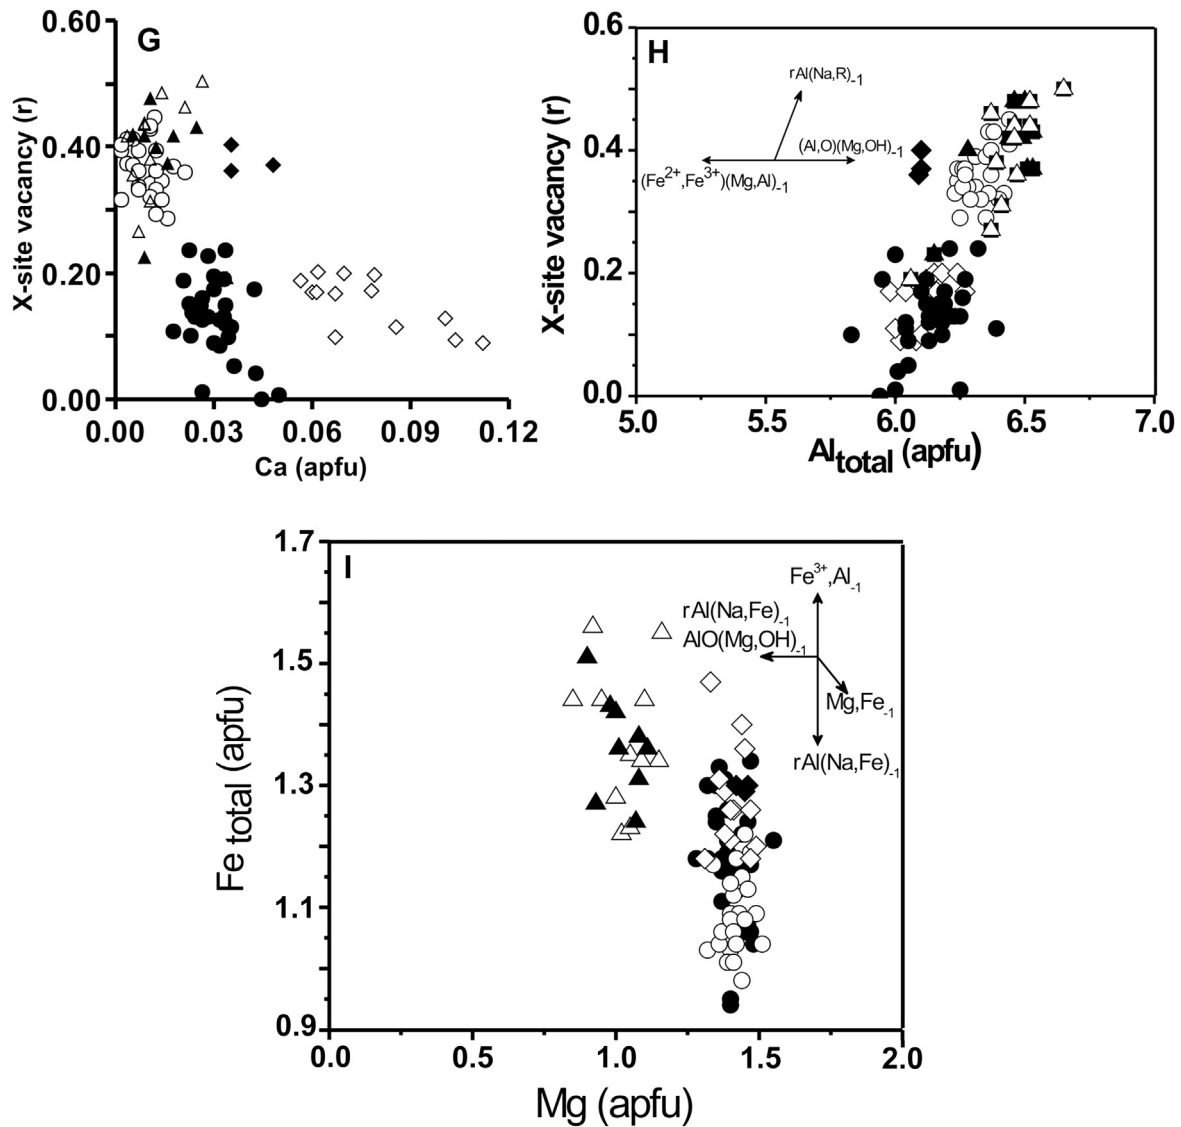 G
0.60
0.40
0.20
0.00
X-site vacancy (r)
0.00 0.03 0.06 0.09 0.12
Ca (apfu)
H
0.6
0.4
0.2
0.0
X-site vacancy (r)
rAl(Na,R)-1
(Al,O)(Mg,OH)-1
(Fe2+,Fe3+)(Mg,Al)-1
5.0 5.5 6.0 6.5 7.0
Altotal (apfu)
I
1.7
1.5
1.3
1.1
0.9
Fe total (apfu)
Fe3+,Al-1
rAl(Na,Fe)-1
AlO(Mg,OH)-1
Mg,Fe-1
rAl(Na,Fe)-1
0.0 0.5 1.0 1.5 2.0
Mg (apfu)